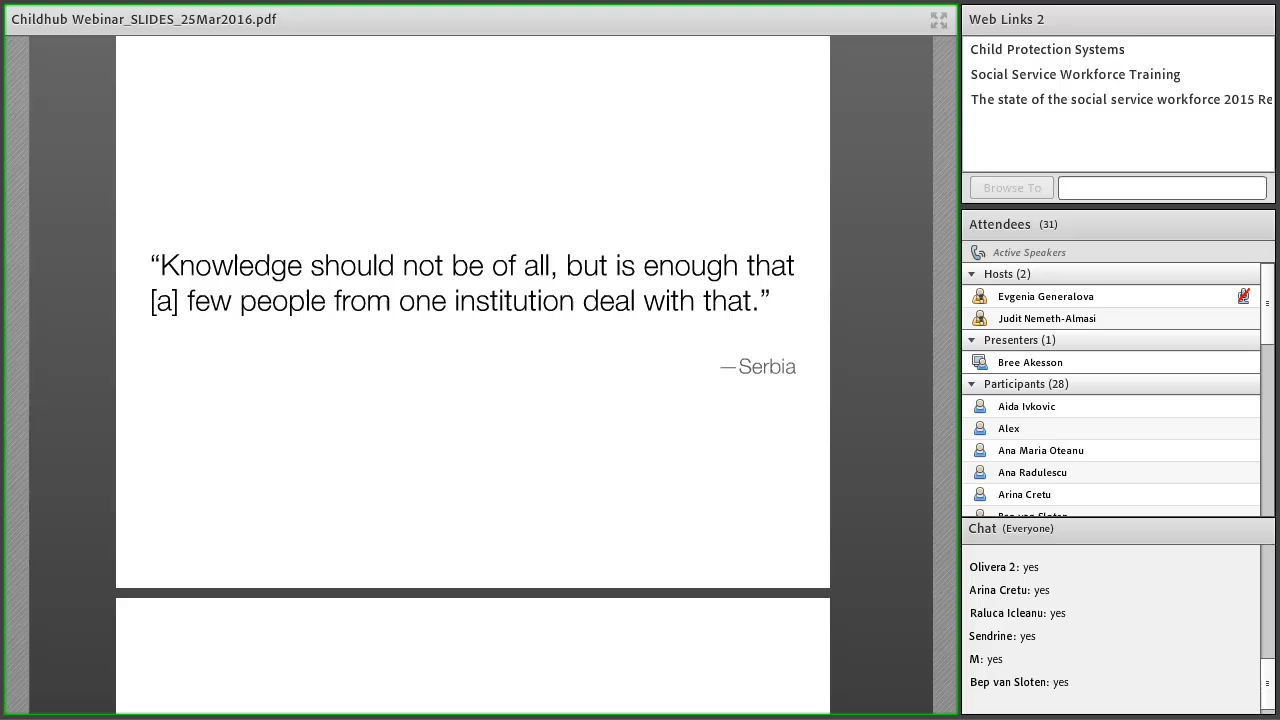 Childhub Webinar_SLIDES_25Mar2016.pdf
“Knowledge should not be of all, but is enough that
[a] few people from one institution deal with that.”
—Serbia
Web Links 2
Child Protection Systems
Social Service Workforce Training
The state of the social service workforce 2015 Re
Browse To
Attendees (31)
Active Speakers
Hosts (2)
Evgenia Generalova
Judit Nemeth-Almasi
Presenters (1)
Bree Akesson
Participants (28)
Aida Ivkovic
Alex
Ana Maria Oteanu
Ana Radulescu
Arina Cretu
Bep van Sloten
Chat (Everyone)
Olivera 2: yes
Arina Cretu: yes
Raluca Icleanu: yes
Sendrine: yes
M: yes
Bep van Sloten: yes